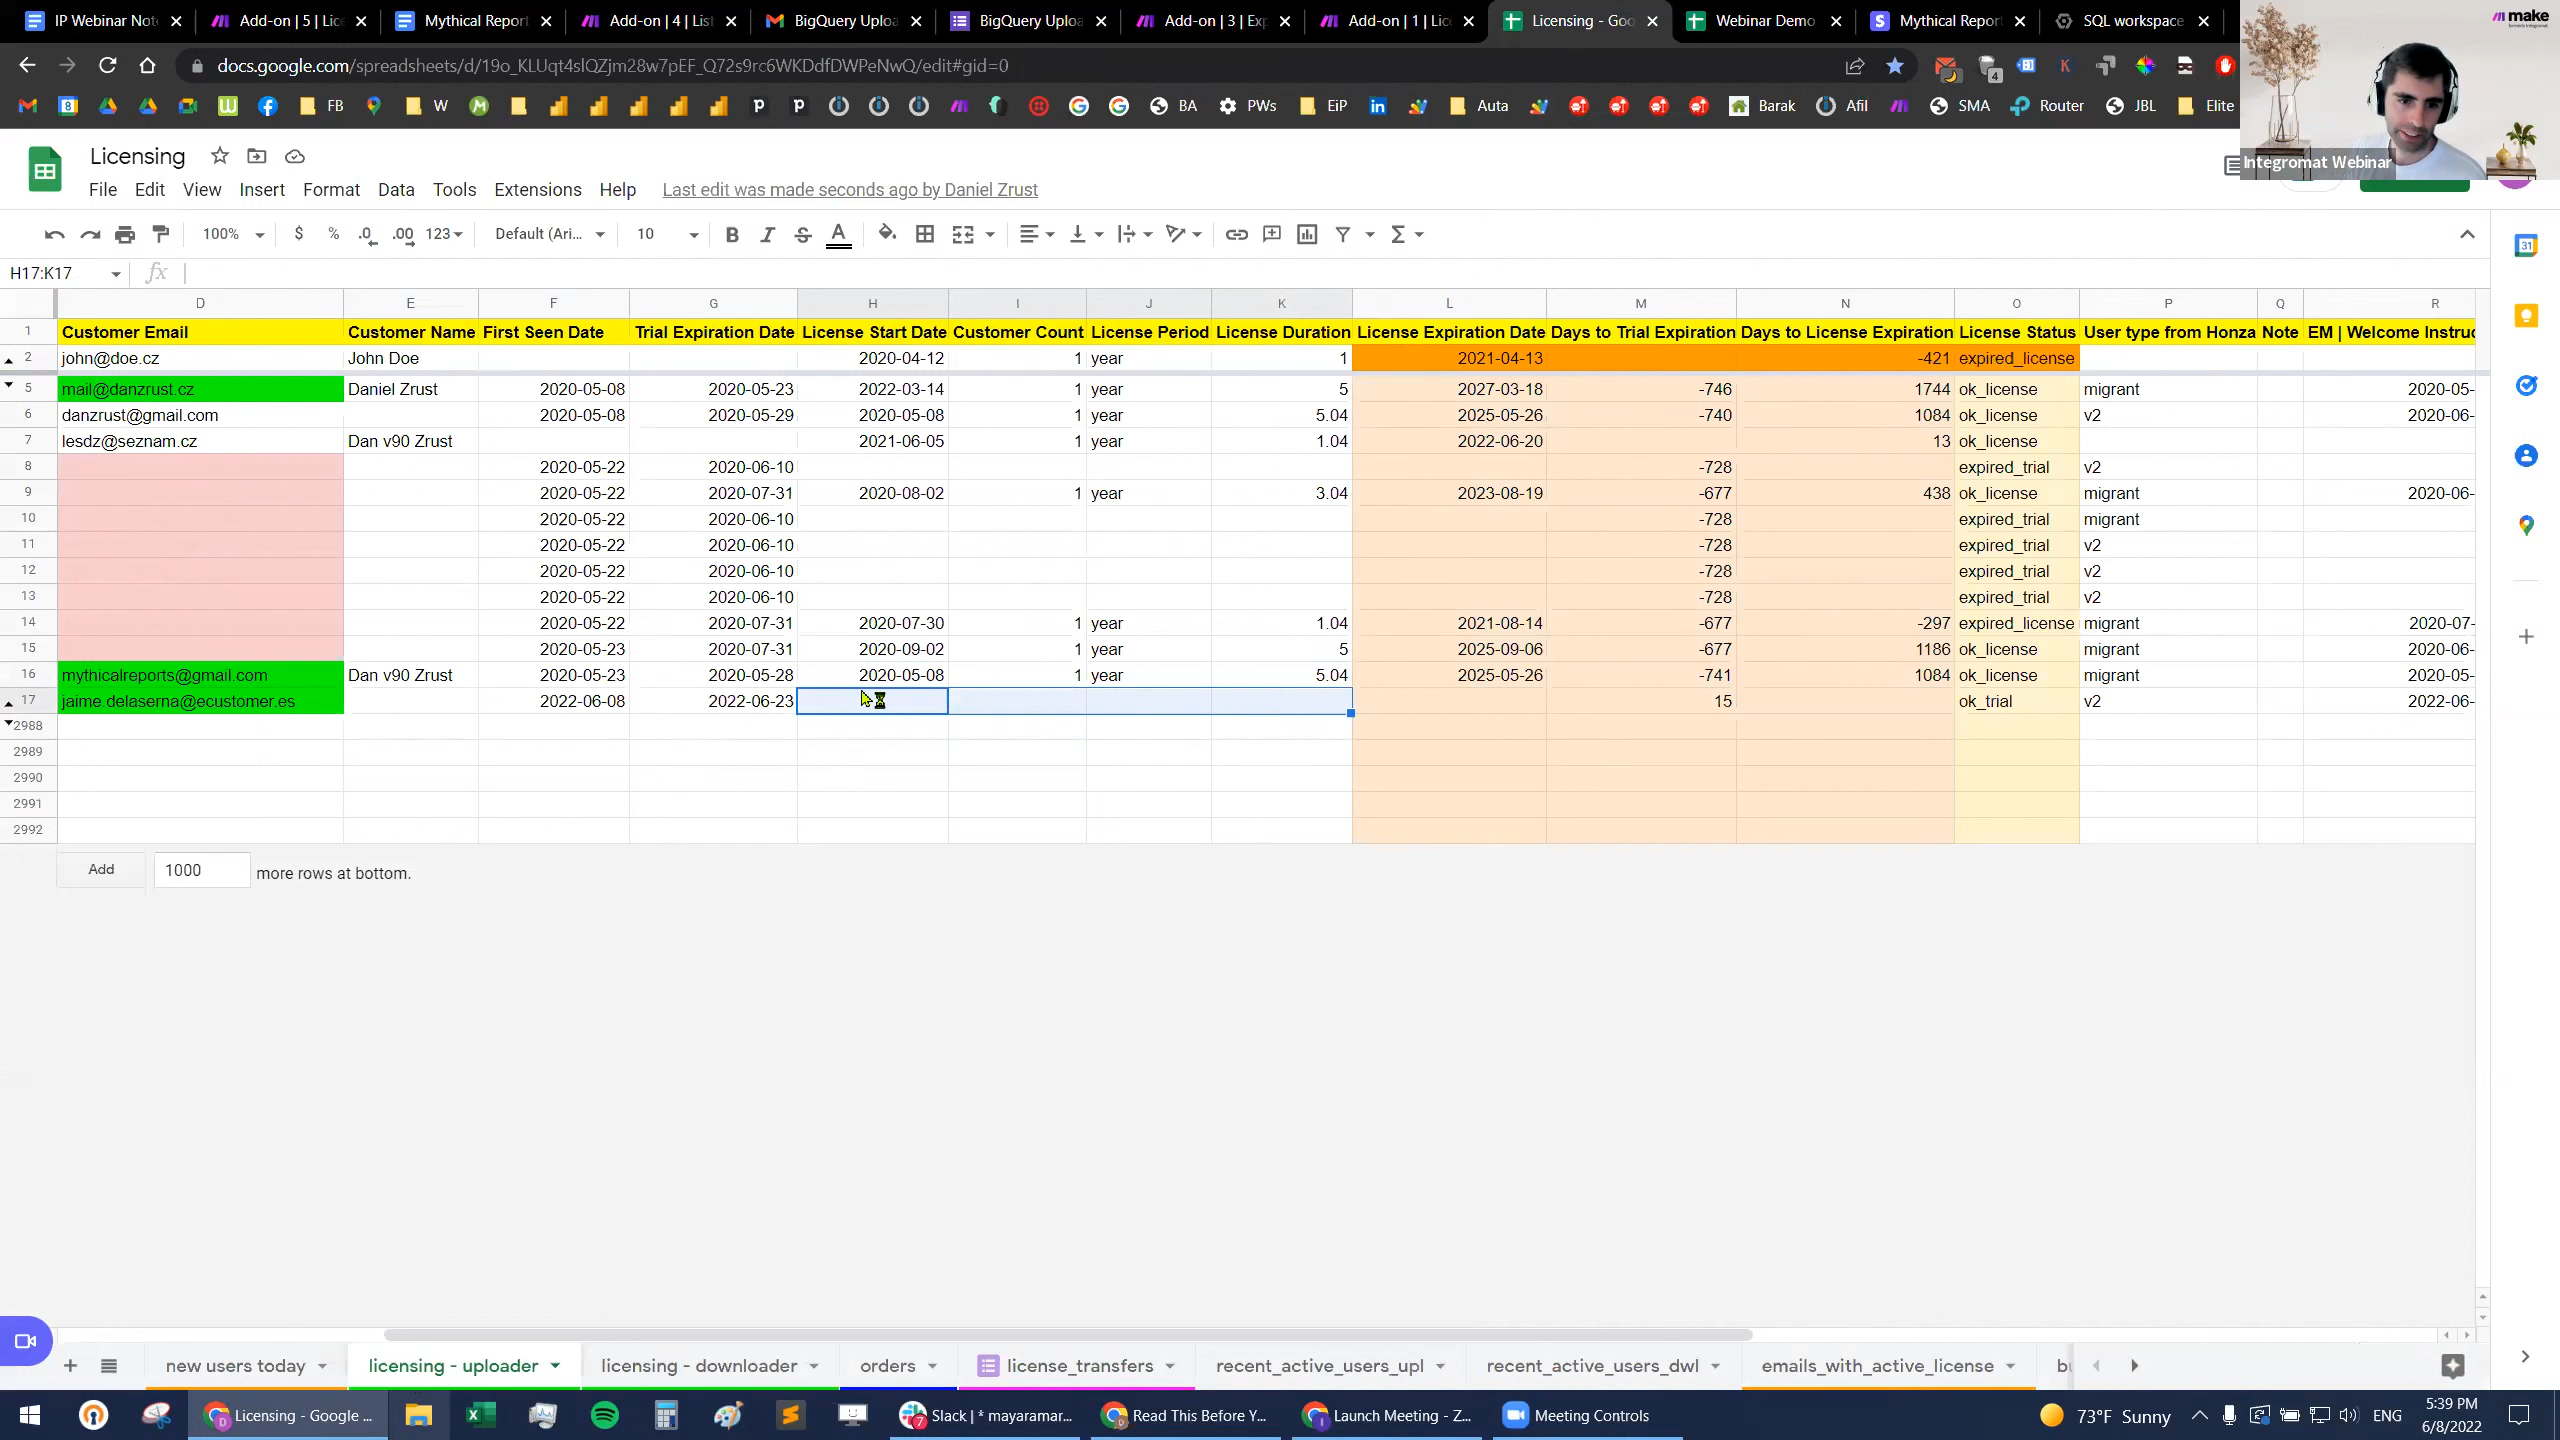 IP Webinar Note
Add-on | 5 | Lice
Mythical Report
Add-on | 4 | List
BigQuery Uploa
BigQuery Uploa
Add-on | 3 | Exp
Add-on | 1 | Lice
Licensing - Goo
Webinar Demo
Mythical Report
SQL workspace
make
docs.google.com/spreadsheets/d/19o_KLUqt4slQZjm28w7pEF_Q72s9rc6WKDdfDWPeNwQ/edit#gid=0
4
FB
W
BA
PWs
EiP
Auta
Barak
Afil
SMA
Router
JBL
Elite
Integromat Webinar
Licensing
File Edit View Insert Format Data Tools Extensions Help Last edit was made seconds ago by Daniel Zrust
100% $ % .0 .00 123 Default (Ari... 10 B I S A
H17:K17 fx
D E F G H I J K L M N O P Q R
1 Customer Email Customer Name First Seen Date Trial Expiration Date License Start Date Customer Count License Period License Duration License Expiration Date Days to Trial Expiration Days to License Expiration License Status User type from Honza Note EM | Welcome Instruc
2 john@doe.cz John Doe 2020-04-12 1 year 1 2021-04-13 -421 expired_license
5 mail@danzrust.cz Daniel Zrust 2020-05-08 2020-05-23 2022-03-14 1 year 5 2027-03-18 -746 1744 ok_license migrant 2020-05-
6 danzrust@gmail.com 2020-05-08 2020-05-29 2020-05-08 1 year 5.04 2025-05-26 -740 1084 ok_license v2 2020-06-
7 lesdz@seznam.cz Dan v90 Zrust 2021-06-05 1 year 1.04 2022-06-20 13 ok_license
8 2020-05-22 2020-06-10 -728 expired_trial v2
9 2020-05-22 2020-07-31 2020-08-02 1 year 3.04 2023-08-19 -677 438 ok_license migrant 2020-06-
10 2020-05-22 2020-06-10 -728 expired_trial migrant
11 2020-05-22 2020-06-10 -728 expired_trial v2
12 2020-05-22 2020-06-10 -728 expired_trial v2
13 2020-05-22 2020-06-10 -728 expired_trial v2
14 2020-05-22 2020-07-31 2020-07-30 1 year 1.04 2021-08-14 -677 -297 expired_license migrant 2020-07-
15 2020-05-23 2020-07-31 2020-09-02 1 year 5 2025-09-06 -677 1186 ok_license migrant 2020-06-
16 mythicalreports@gmail.com Dan v90 Zrust 2020-05-23 2020-05-28 2020-05-08 1 year 5.04 2025-05-26 -741 1084 ok_license migrant 2020-05-
17 jaime.delaserna@ecustomer.es 2022-06-08 2022-06-23 15 ok_trial v2 2022-06-
2988
2989
2990
2991
2992
Add 1000 more rows at bottom.
31
new users today
licensing - uploader
licensing - downloader
orders
license_transfers
recent_active_users_upl
recent_active_users_dwl
emails_with_active_license
Licensing - Google ...
Slack | * mayaramar...
Read This Before Y...
Launch Meeting - Z...
Meeting Controls
73°F Sunny
ENG
5:39 PM
6/8/2022